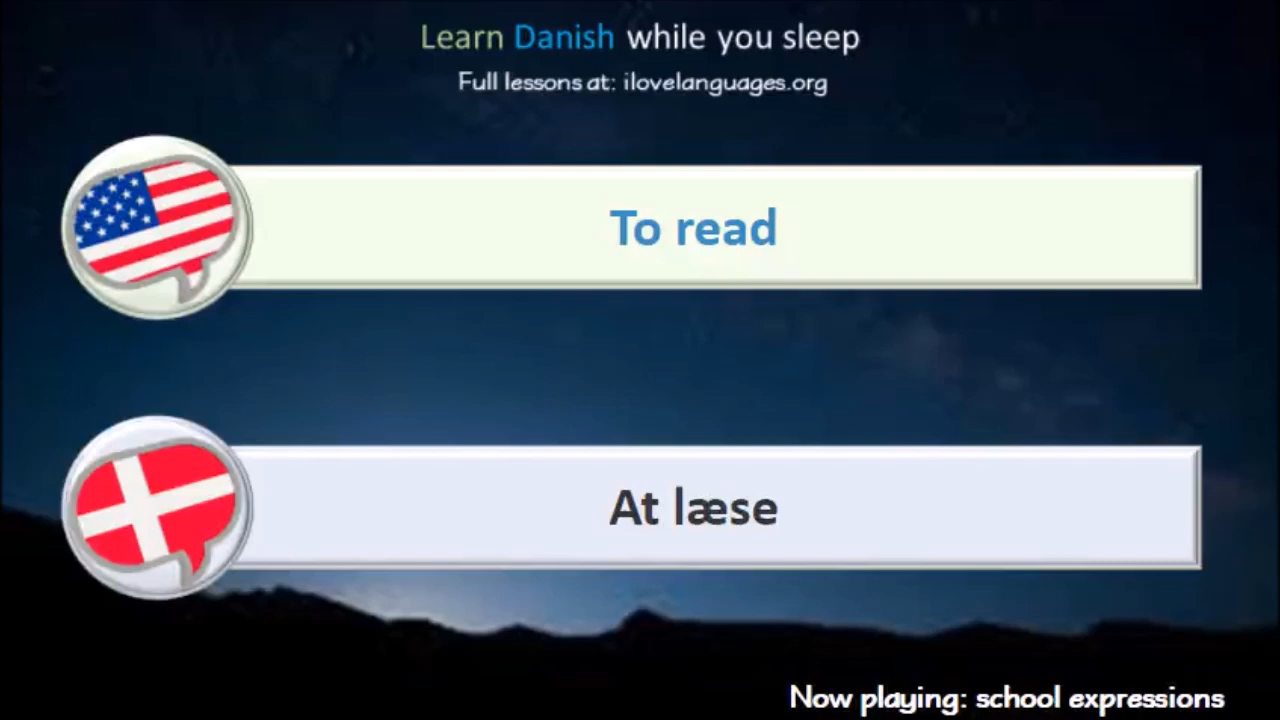 Learn Danish while you sleep
Full lessons at: ilovelanguages.org
To read
At læse
Now playing: school expressions